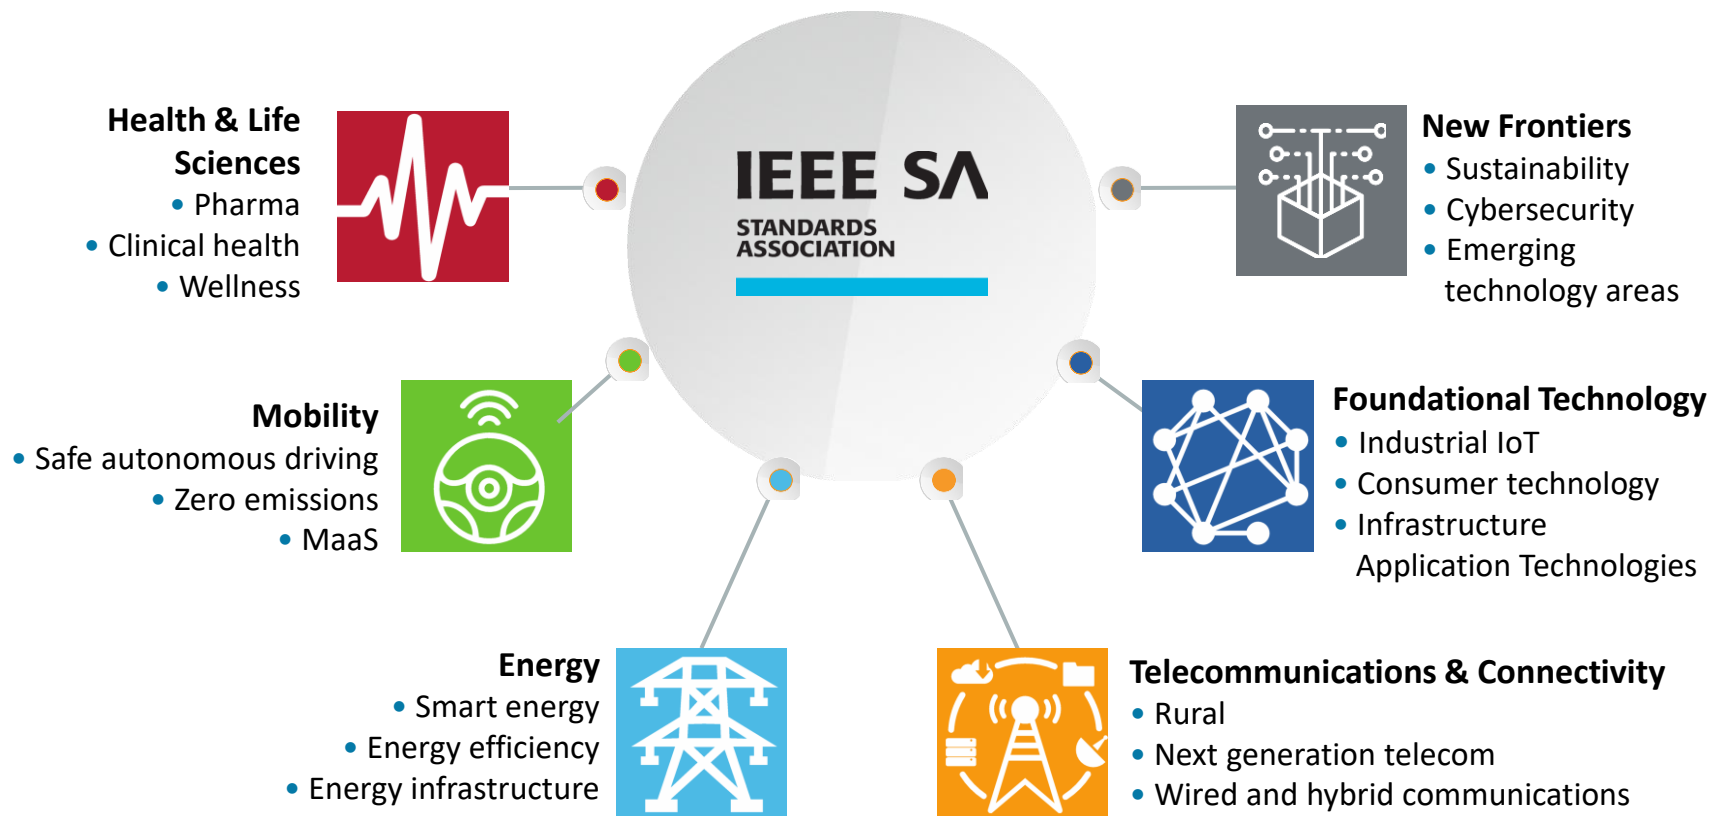 IEEE SA
STANDARDS
ASSOCIATION
Health & Life
Sciences
• Pharma
• Clinical health
• Wellness
Mobility
• Safe autonomous driving
• Zero emissions
• MaaS
Energy
• Smart energy
• Energy efficiency
• Energy infrastructure
New Frontiers
• Sustainability
• Cybersecurity
• Emerging
technology areas
Foundational Technology
• Industrial IoT
• Consumer technology
• Infrastructure
Application Technologies
Telecommunications & Connectivity
• Rural
• Next generation telecom
• Wired and hybrid communications